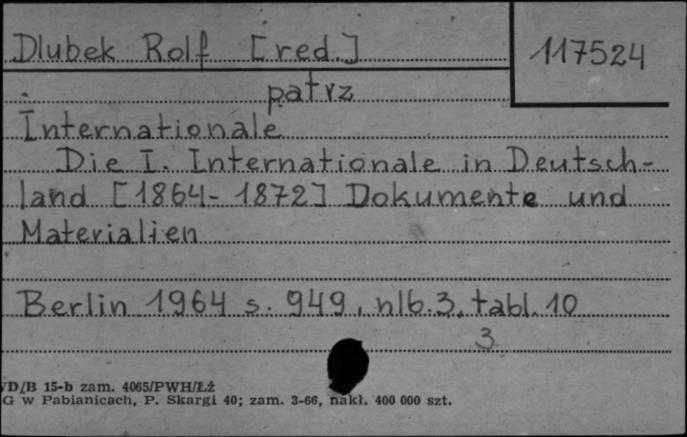 Dlubek Rolf [red.]
117524
patrz
Internationale
Die I. Internationale in Deutsch-
land [1864-1872] Dokumente und
Materialien
Berlin 1964 s. 949, nlb. 3, tabl. 10
3
VD/B 15-b zam. 4065/PWH/ŁŻ
G w Pabianicach, P. Skargi 40; zam. 3-66, nakł. 400 000 szt.